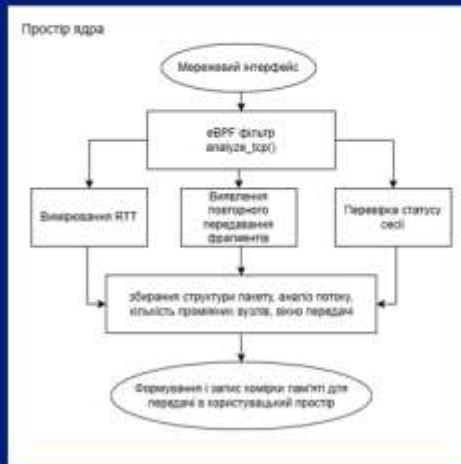 Простір ядра
Мережевий інтерфейс
eBPF фільтр
analyze_tcp()
Вимірювання RTT
Виявлення
повторного
передавання
фрагментів
Перевірка статусу
сесії
збирання структури пакету, аналіз потоку,
кількість проміжних вузлів, вікно передачі
Формування і запис комірки пам'яті для
передачі в користувацький
простір